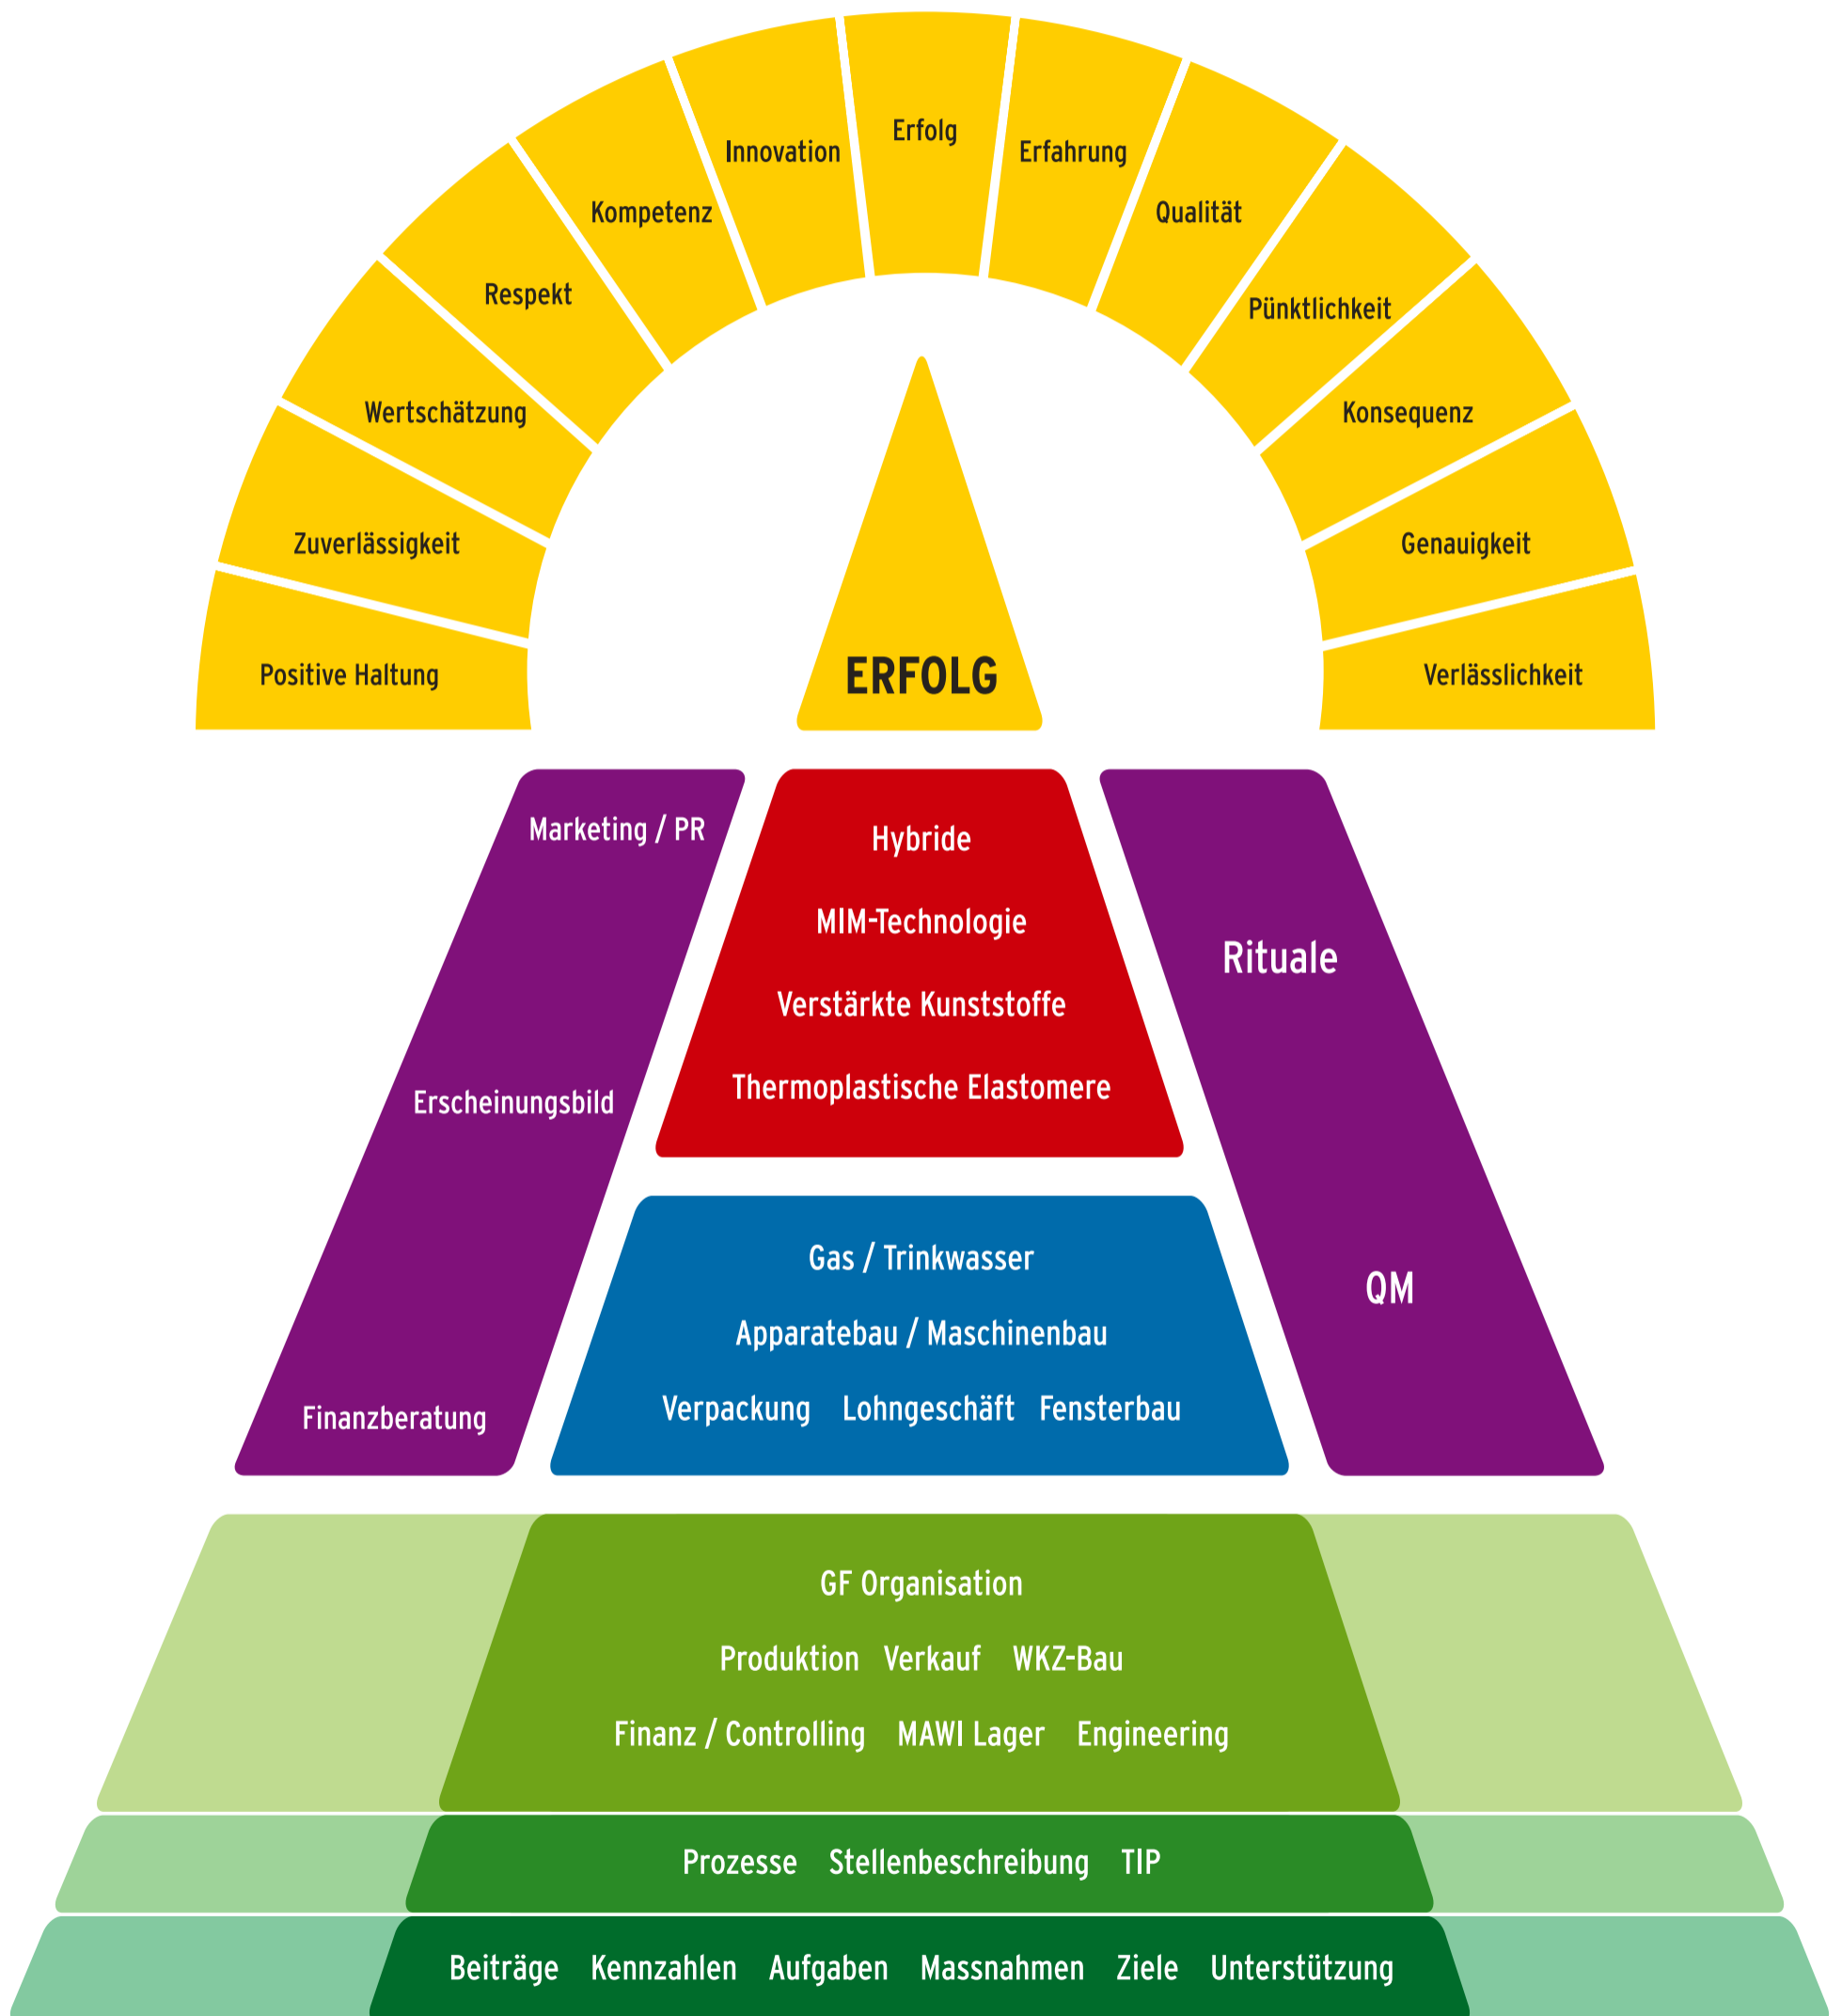 Erfolg
Innovation
Erfahrung
Kompetenz
Qualität
Respekt
Pünktlichkeit
Wertschätzung
Konsequenz
Zuverlässigkeit
Genauigkeit
Positive Haltung
Verlässlichkeit
ERFOLG
Marketing / PR
Erscheinungsbild
Finanzberatung
Hybride
MIM-Technologie
Verstärkte Kunststoffe
Thermoplastische Elastomere
Rituale
QM
Gas / Trinkwasser
Apparatebau / Maschinenbau
Verpackung Lohngeschäft Fensterbau
GF Organisation
Produktion Verkauf WKZ-Bau
Finanz / Controlling MAWI Lager Engineering
Prozesse Stellenbeschreibung TIP
Beiträge Kennzahlen Aufgaben Massnahmen Ziele Unterstützung